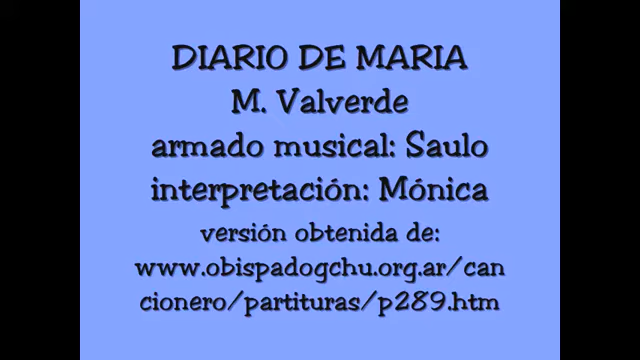 DIARIO DE MARIA
M. Valverde
armado musical: Saulo
interpretación: Mónica
versión obtenida de:
www.obispadogchu.org.ar/can
cionero/partituras/p289.htm